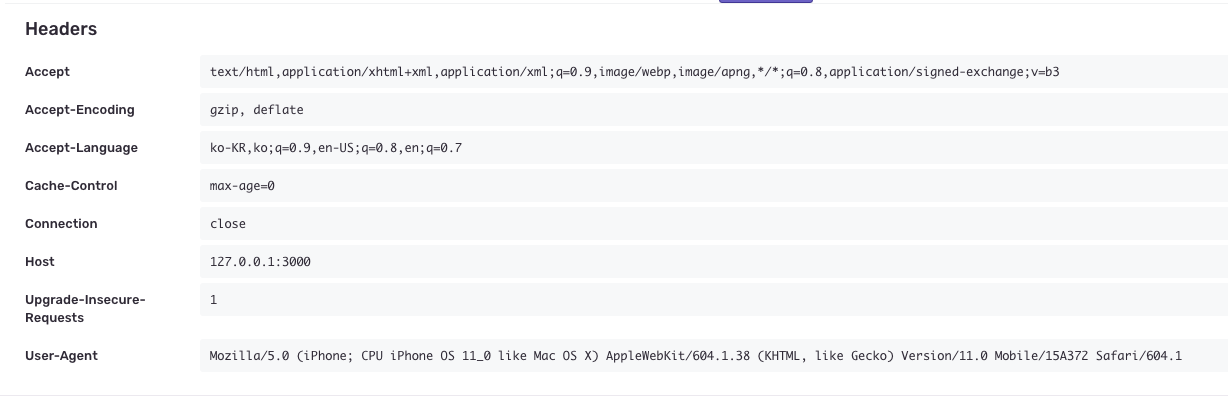 Headers
Accept text/html,application/xhtml+xml,application/xml;q=0.9,image/webp,image/apng,*/*;q=0.8,application/signed-exchange;v=b3
Accept-Encoding gzip, deflate
Accept-Language ko-KR,ko;q=0.9,en-US;q=0.8,en;q=0.7
Cache-Control max-age=0
Connection close
Host 127.0.0.1:3000
Upgrade-Insecure- 1
Requests
User-Agent Mozilla/5.0 (iPhone; CPU iPhone OS 11_0 like Mac OS X) AppleWebKit/604.1.38 (KHTML, like Gecko) Version/11.0 Mobile/15A372 Safari/604.1